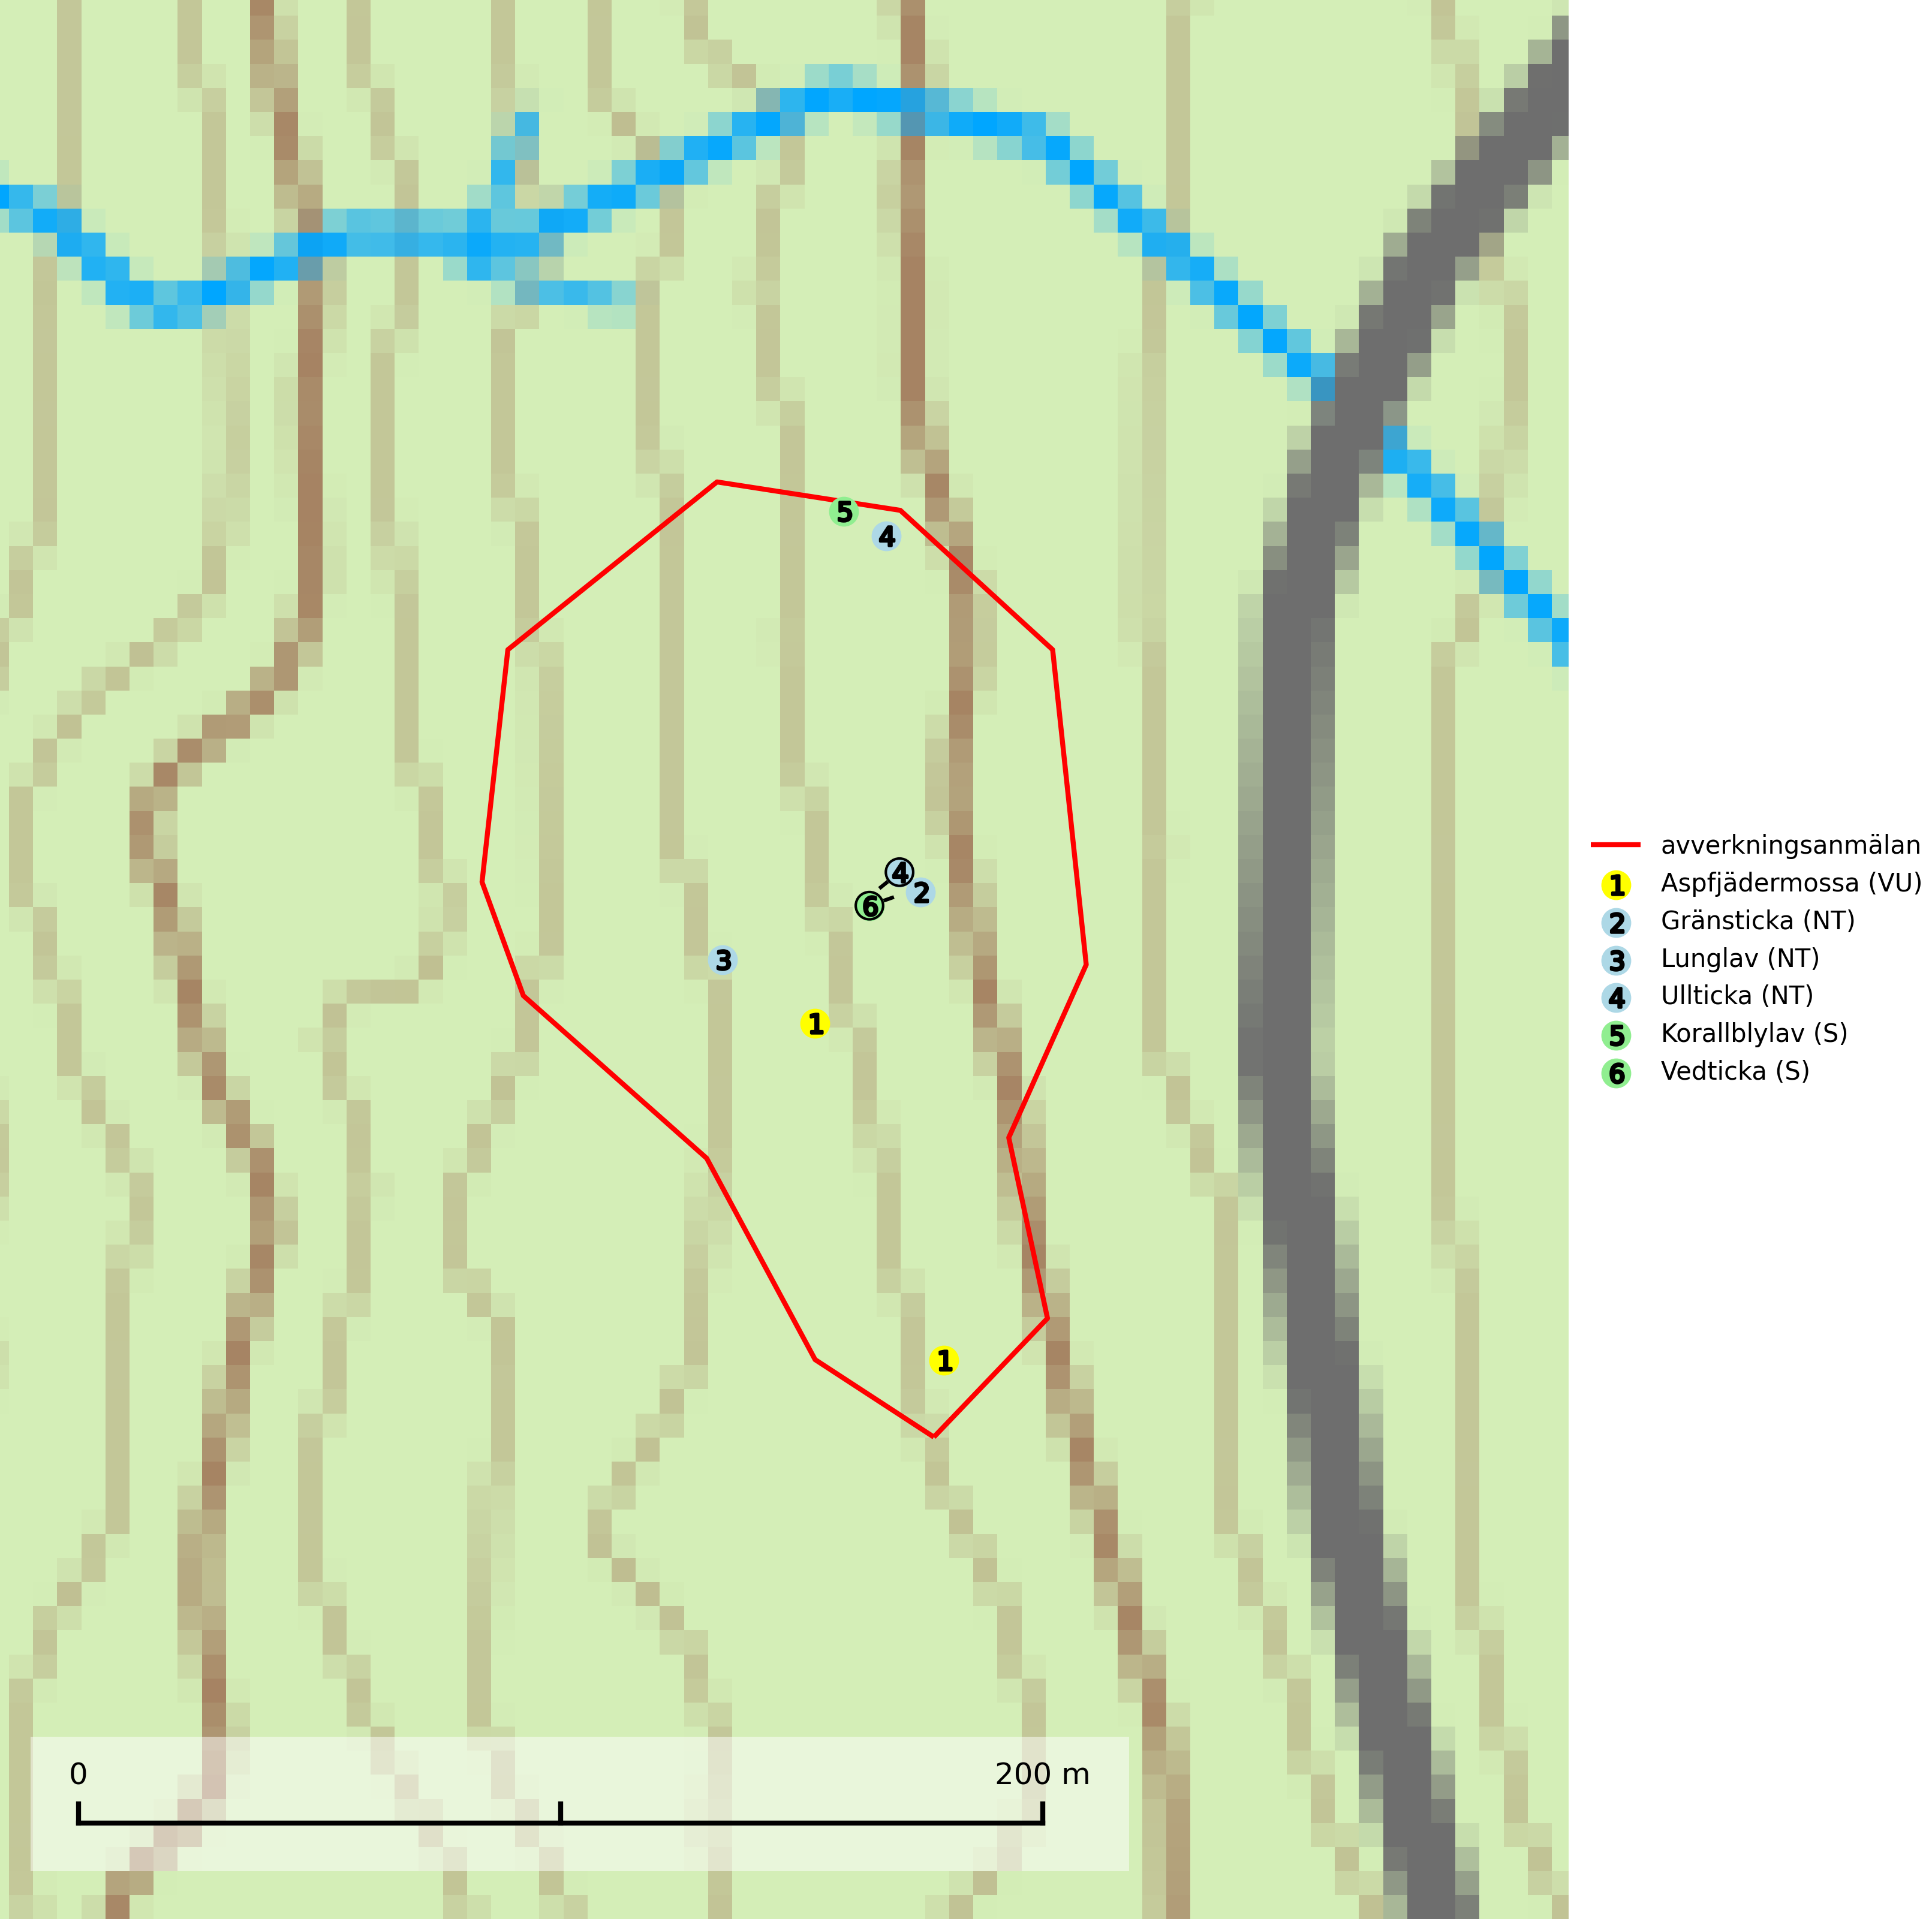 5
4
4
2
6
3
1
1
avverkningsanmälan
1 Aspfjädermossa (VU)
2 Gränsticka (NT)
3 Lunglav (NT)
4 Ullticka (NT)
5 Korallblylav (S)
6 Vedticka (S)
0 200 m